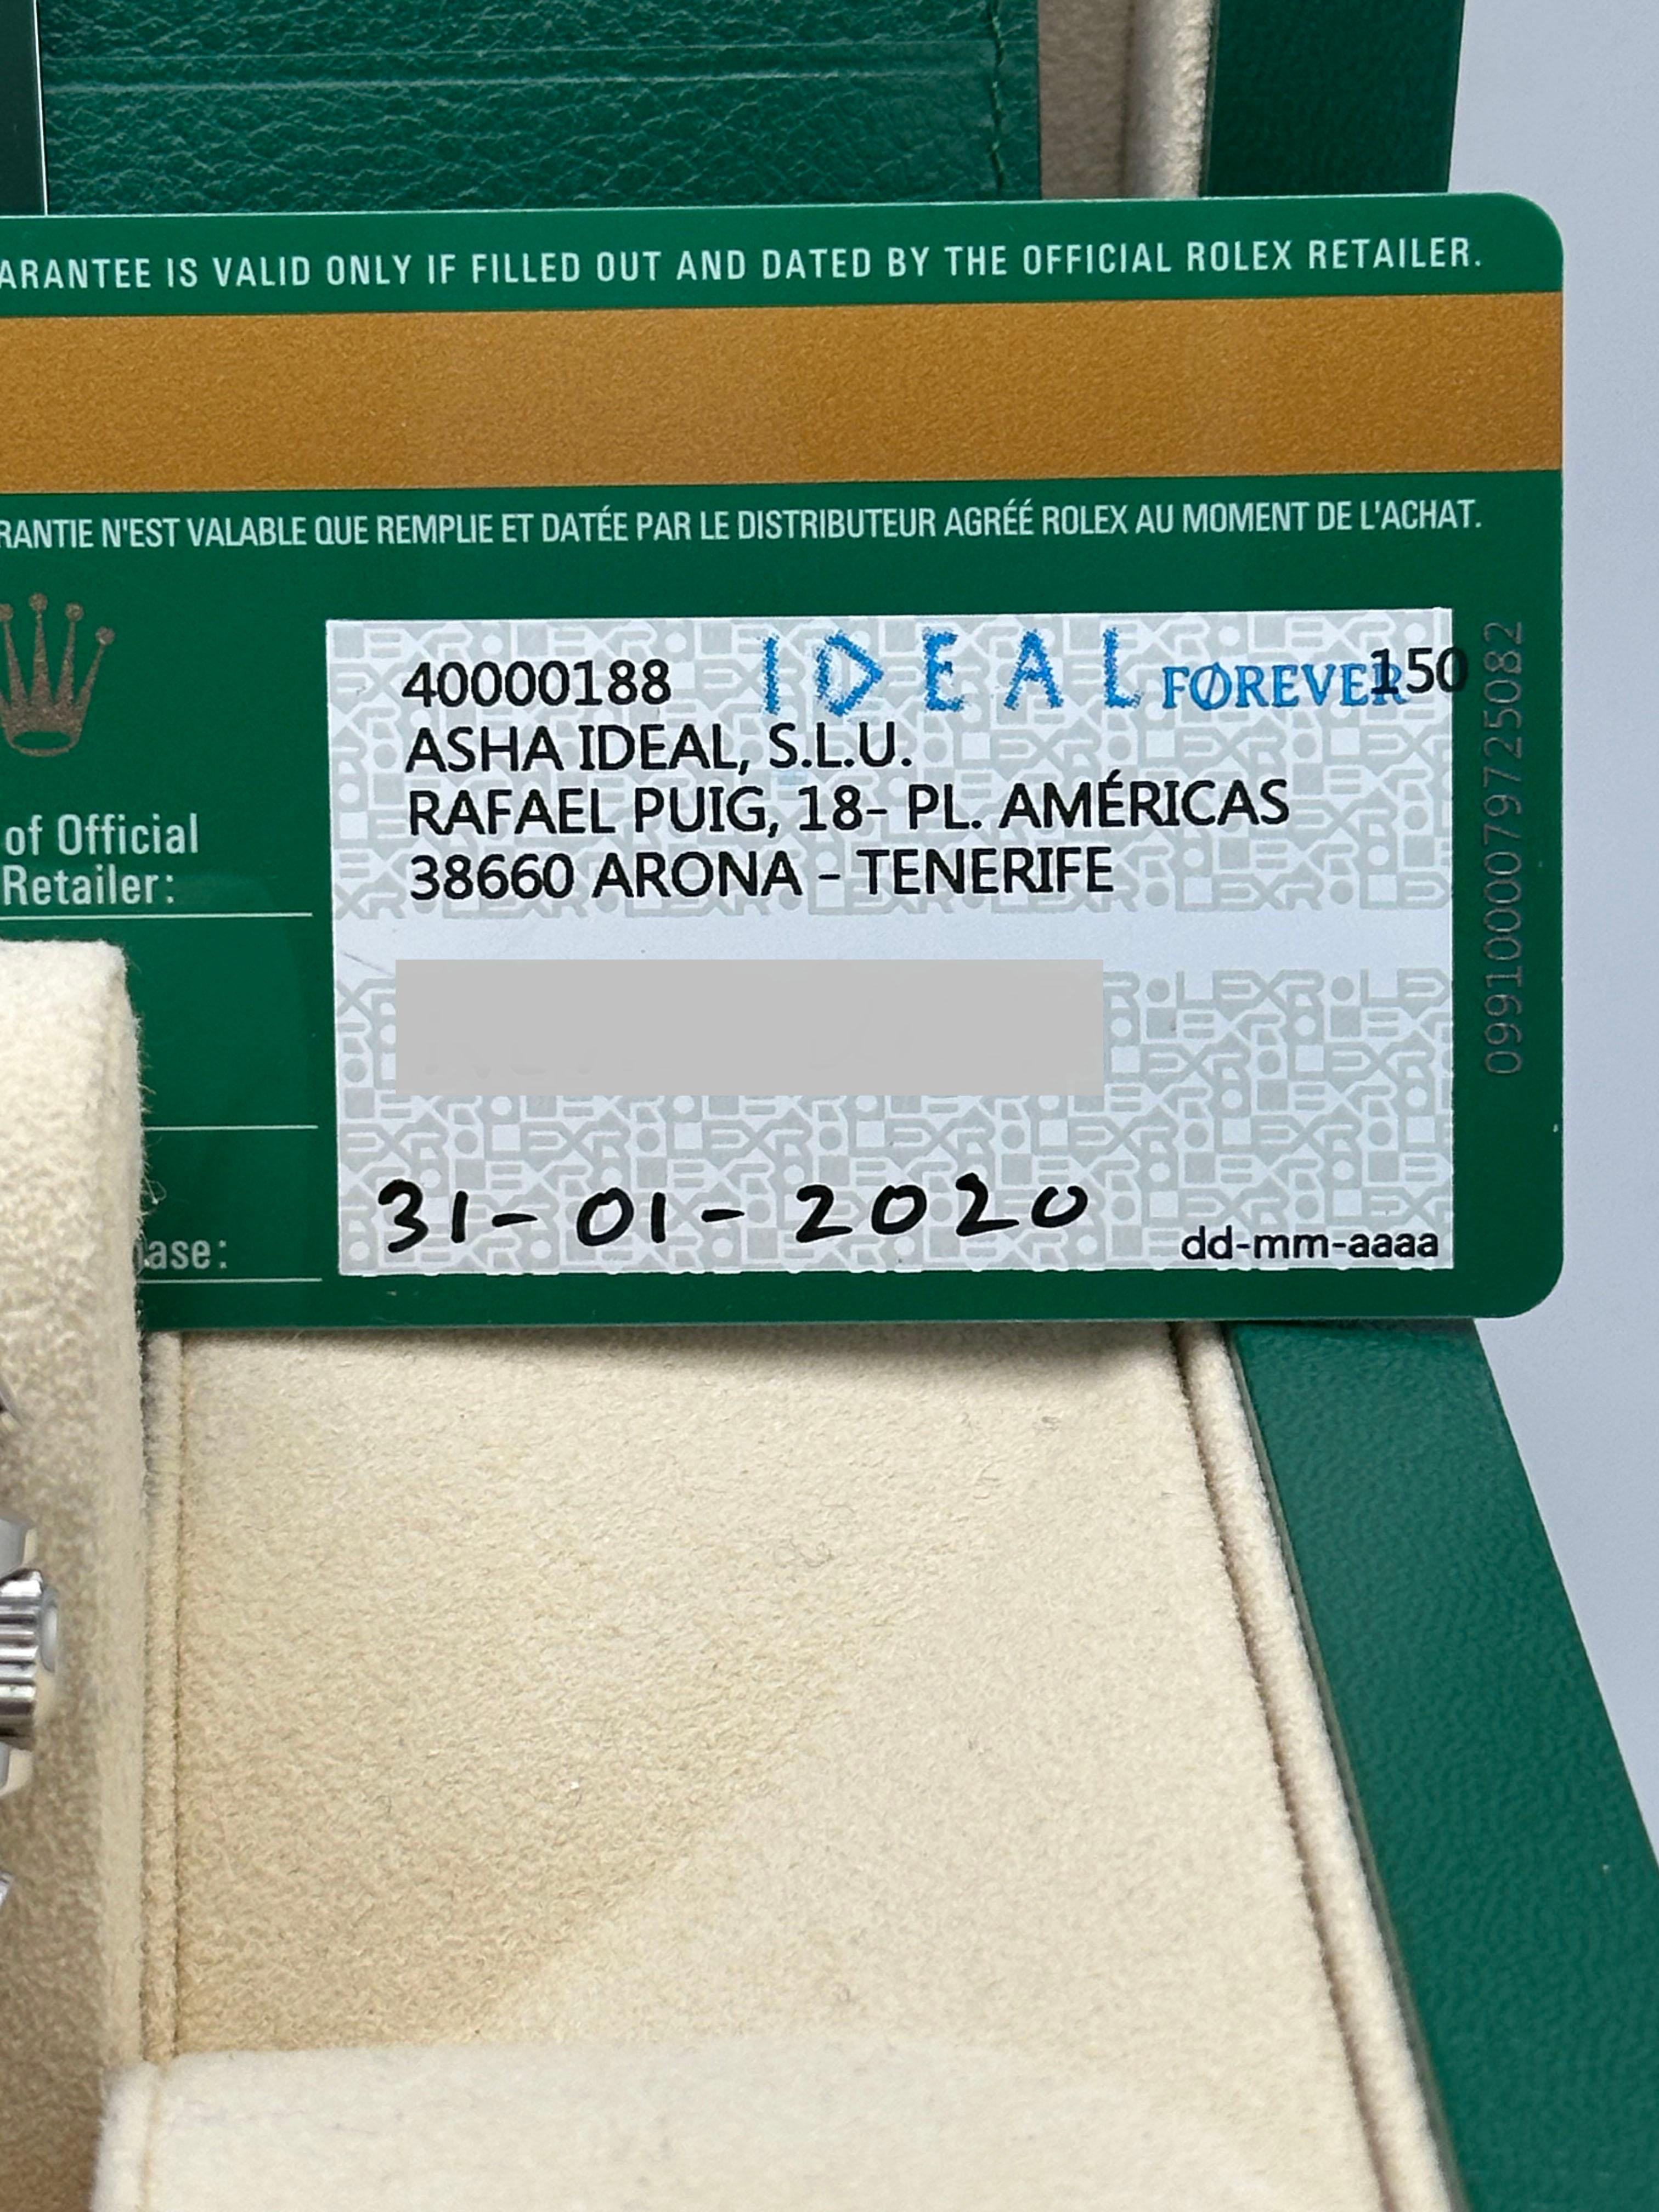 ARANTEE IS VALID ONLY IF FILLED OUT AND DATED BY THE OFFICIAL ROLEX RETAILER.
RANTIE N'EST VALABLE QUE REMPLIE ET DATÉE PAR LE DISTRIBUTEUR AGRÉÉ ROLEX AU MOMENT DE L'ACHAT.
40000188 IDEAL FOREVER 150
ASHA IDEAL, S.L.U.
RAFAEL PUIG, 18- PL. AMÉRICAS
38660 ARONA - TENERIFE
of Official
Retailer:
31-01-2020
dd-mm-aaaa
ase:
0991000079725082